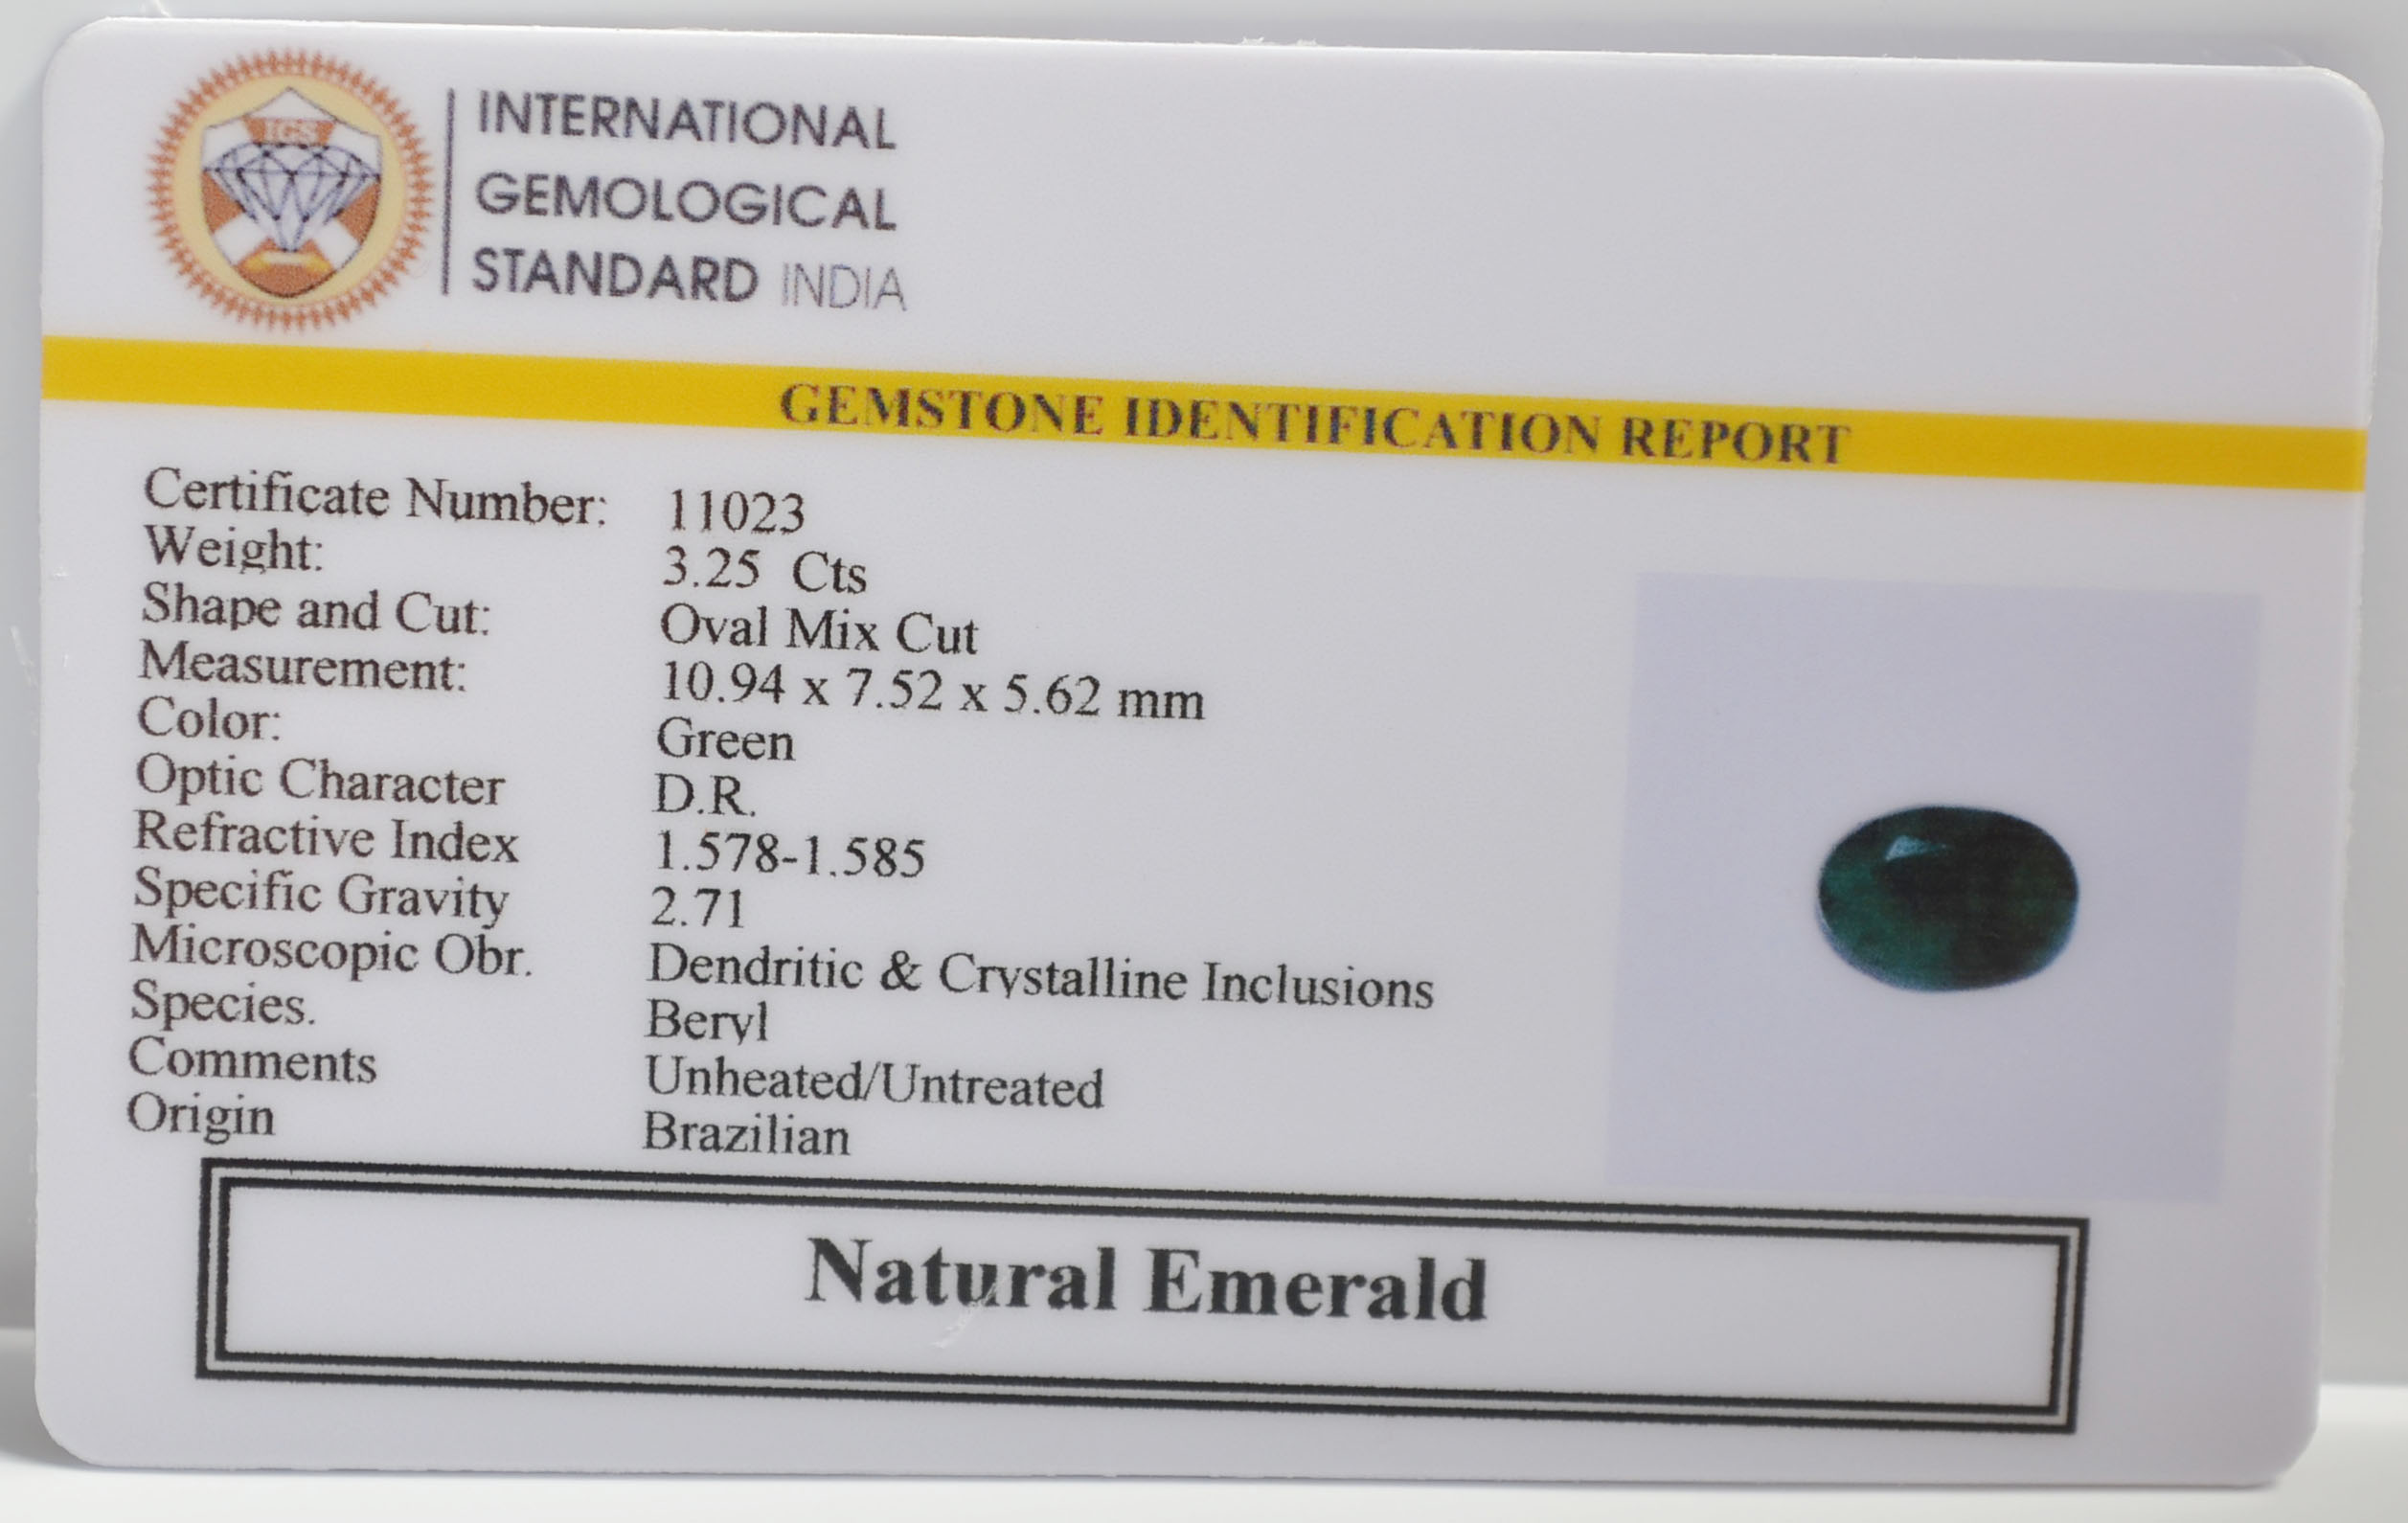 IGS
INTERNATIONAL
GEMOLOGICAL
STANDARD INDIA
GEMSTONE IDENTIFICATION REPORT
Certificate Number: 11023
Weight: 3.25 Cts
Shape and Cut: Oval Mix Cut
Measurement: 10.94 x 7.52 x 5.62 mm
Color: Green
Optic Character D.R.
Refractive Index 1.578-1.585
Specific Gravity 2.71
Microscopic Obr. Dendritic & Crystalline Inclusions
Species. Beryl
Comments Unheated/Untreated
Origin Brazilian
Natural Emerald